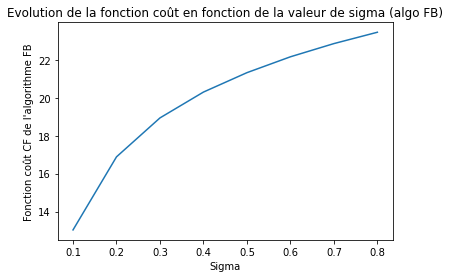 Evolution de la fonction coût en fonction de la valeur de sigma (algo FB)
Fonction coût CF de l'algorithme FB
22
20
18
16
14
0.1 0.2 0.3 0.4 0.5 0.6 0.7 0.8
Sigma